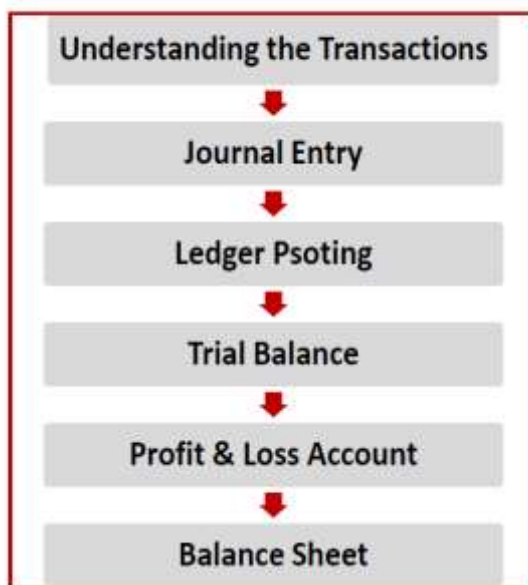 Understanding the Transactions
Journal Entry
Ledger Psoting
Trial Balance
Profit & Loss Account
Balance Sheet